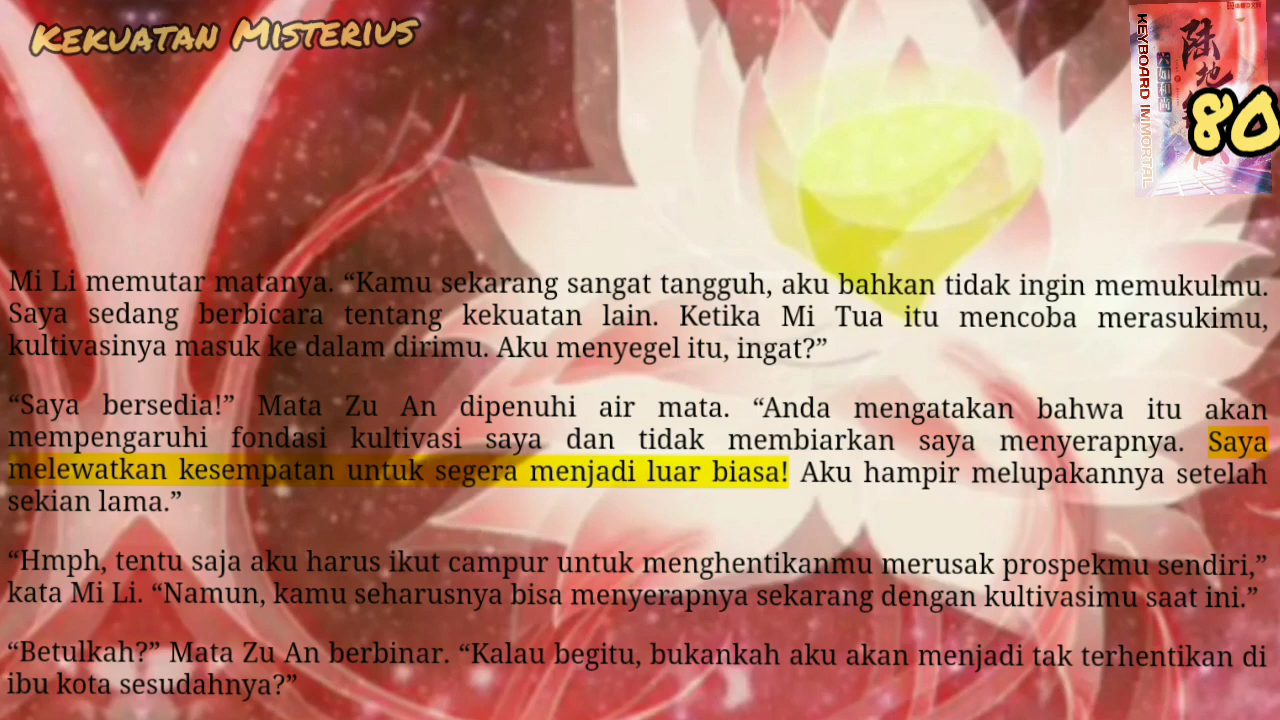 Kekuatan Misterius
陆地
六如和尚
KEYBOARD IMMORTAL
80
Mi Li memutar matanya. “Kamu sekarang sangat tangguh, aku bahkan tidak ingin memukulmu.
Saya sedang berbicara tentang kekuatan lain. Ketika Mi Tua itu mencoba merasukimu,
kultivasinya masuk ke dalam dirimu. Aku menyegel itu, ingat?”
“Saya bersedia!” Mata Zu An dipenuhi air mata. “Anda mengatakan bahwa itu akan
mempengaruhi fondasi kultivasi saya dan tidak membiarkan saya menyerapnya. Saya
melewatkan kesempatan untuk segera menjadi luar biasa! Aku hampir melupakannya setelah
sekian lama.”
“Hmph, tentu saja aku harus ikut campur untuk menghentikanmu merusak prospekmu sendiri,”
kata Mi Li. “Namun, kamu seharusnya bisa menyerapnya sekarang dengan kultivasimu saat ini.”
“Betulkah?” Mata Zu An berbinar. “Kalau begitu, bukankah aku akan menjadi tak terhentikan di
ibu kota sesudahnya?”